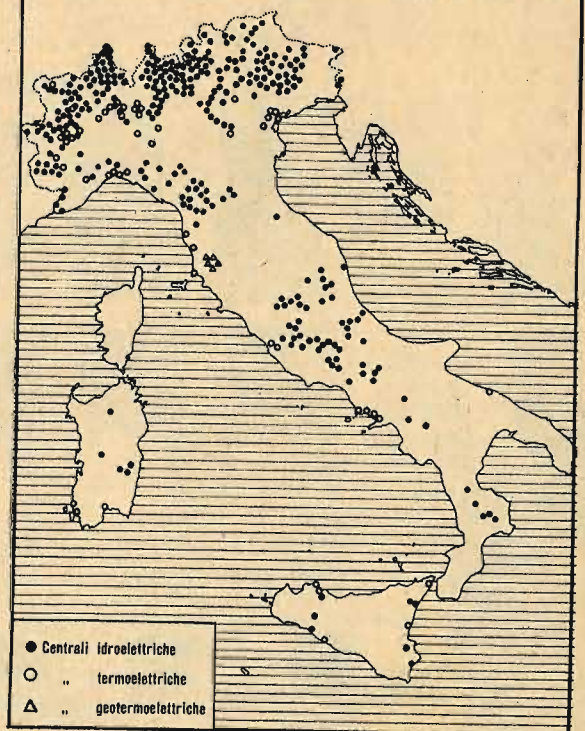 ● Centrali idroelettriche
○ „ termoelettriche
△ „ geotermoelettriche